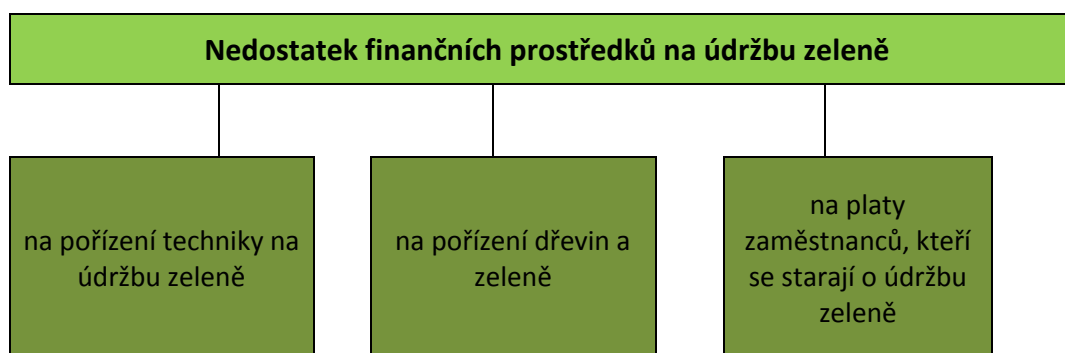 Nedostatek finančních prostředků na údržbu zeleně
na pořízení techniky na
údržbu zeleně
na pořízení dřevin a
zeleně
na platy
zaměstnanců, kteří
se starají o údržbu
zeleně